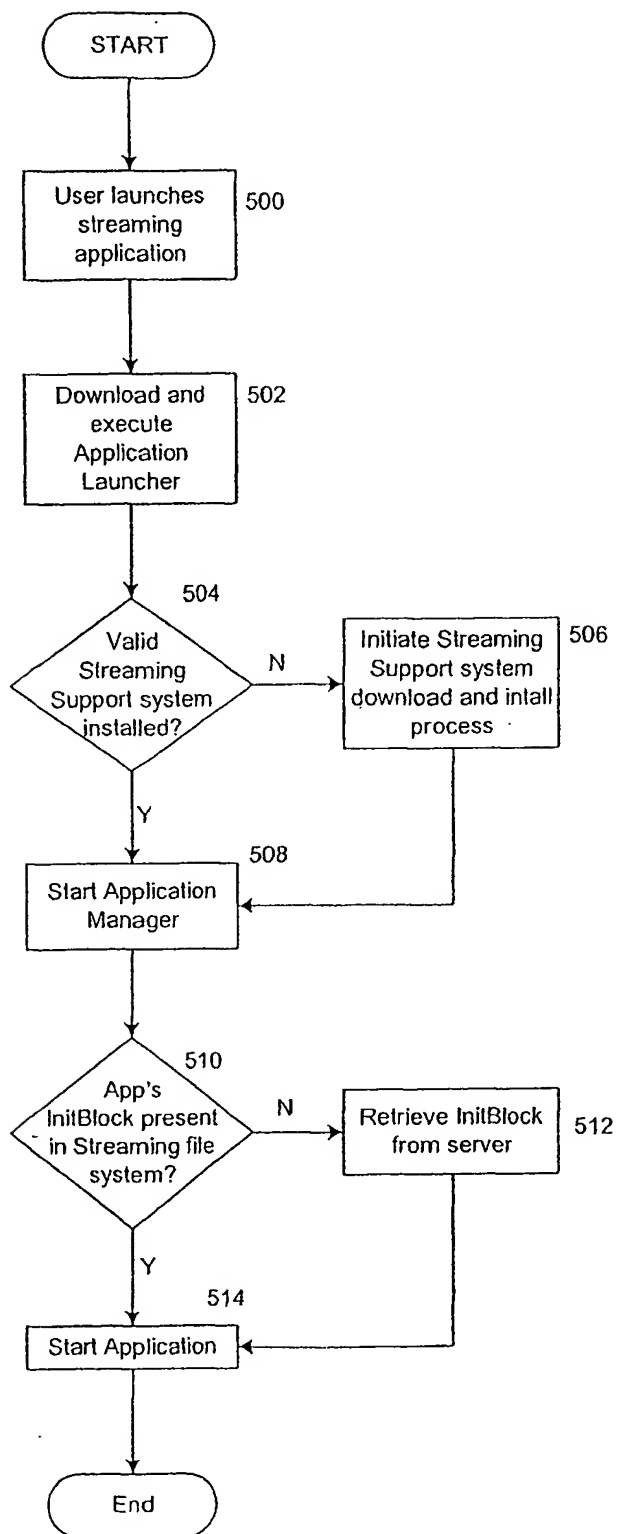 START
User launches
streaming
application
500
Download and
execute
Application
Launcher
502
504
Valid
Streaming
Support system
installed?
N
Initiate Streaming
Support system
download and intall
process
506
Y
508
Start Application
Manager
510
App's
InitBlock present
in Streaming file
system?
N
Retrieve InitBlock
from server
512
Y
514
Start Application
End